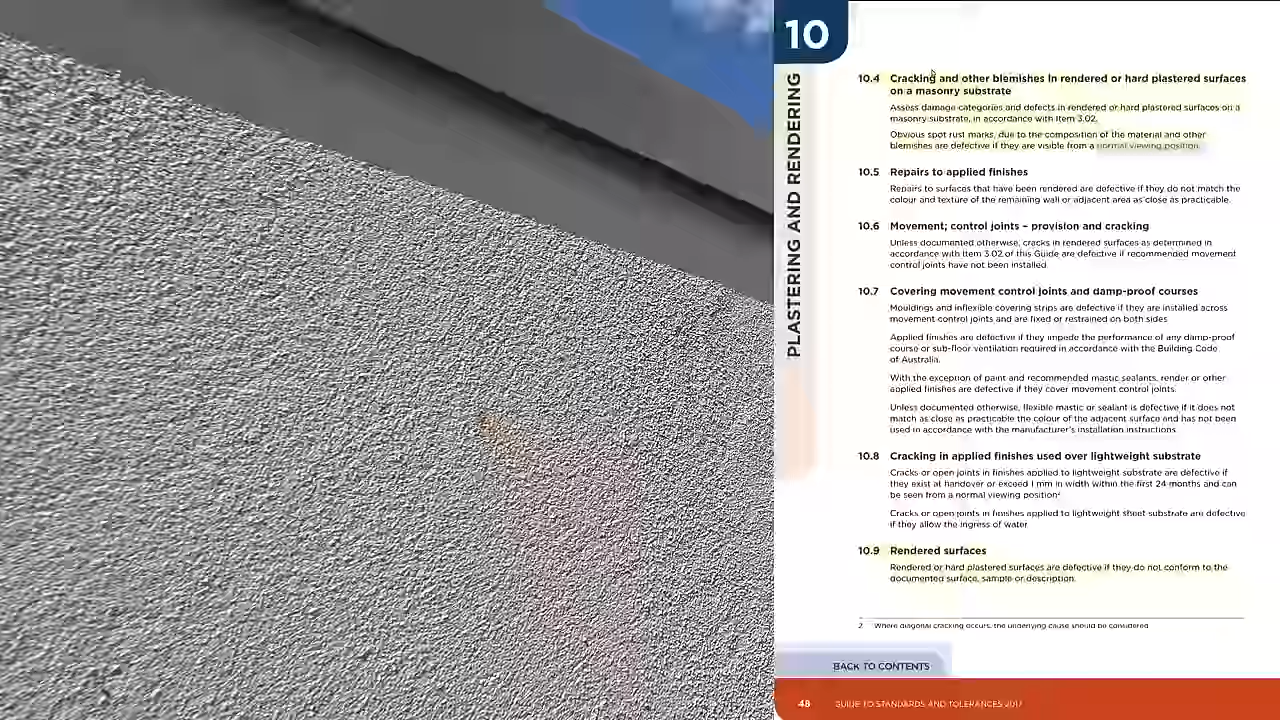 10
PLASTERING AND RENDERING
10.4 Cracking and other blemishes in rendered or hard plastered surfaces
on a masonry substrate
Assess damage categories and defects in rendered or hard plastered surfaces on a
masonry substrate, in accordance with Item 3.02.
Obvious spot rust marks, due to the composition of the material and other
blemishes are defective if they are visible from a normal viewing position.
10.5 Repairs to applied finishes
Repairs to surfaces that have been rendered are defective if they do not match the
colour and texture of the remaining wall or adjacent area as close as practicable.
10.6 Movement; control joints – provision and cracking
Unless documented otherwise, cracks in rendered surfaces as determined in
accordance with Item 3.02 of this Guide are defective if recommended movement
control joints have not been installed.
10.7 Covering movement control joints and damp-proof courses
Mouldings and inflexible covering strips are defective if they are installed across
movement control joints and are fixed or restrained on both sides.
Applied finishes are defective if they impede the performance of any damp-proof
course or sub-floor ventilation required in accordance with the Building Code
of Australia.
With the exception of paint and recommended mastic sealants, render or other
applied finishes are defective if they cover movement control joints.
Unless documented otherwise, flexible mastic or sealant is defective if it does not
match as close as practicable the colour of the adjacent surface and has not been
used in accordance with the manufacturer's installation instructions.
10.8 Cracking in applied finishes used over lightweight substrate
Cracks or open joints in finishes applied to lightweight substrate are defective if
they exist at handover or exceed 1 mm in width within the first 24 months and can
be seen from a normal viewing position²
Cracks or open joints in finishes applied to lightweight sheet substrate are defective
if they allow the ingress of water.
10.9 Rendered surfaces
Rendered or hard plastered surfaces are defective if they do not conform to the
documented surface, sample or description.
2 Where diagonal cracking occurs, the underlying cause should be considered
BACK TO CONTENTS
48 GUIDE TO STANDARDS AND TOLERANCES 2017